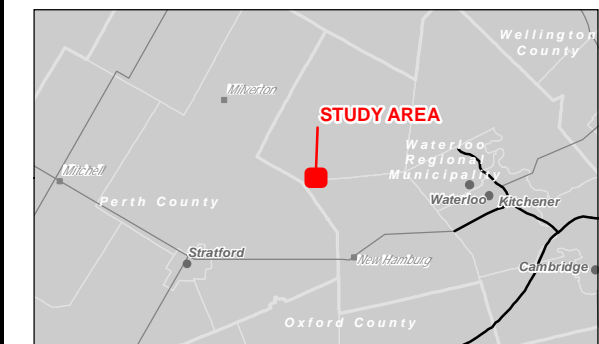 Wellington
County
Milverton
STUDY AREA
Waterloo
Regional
Municipality
Mitchell
Perth County
Waterloo
Kitchener
Stratford
New Hamburg
Cambridge
Oxford County